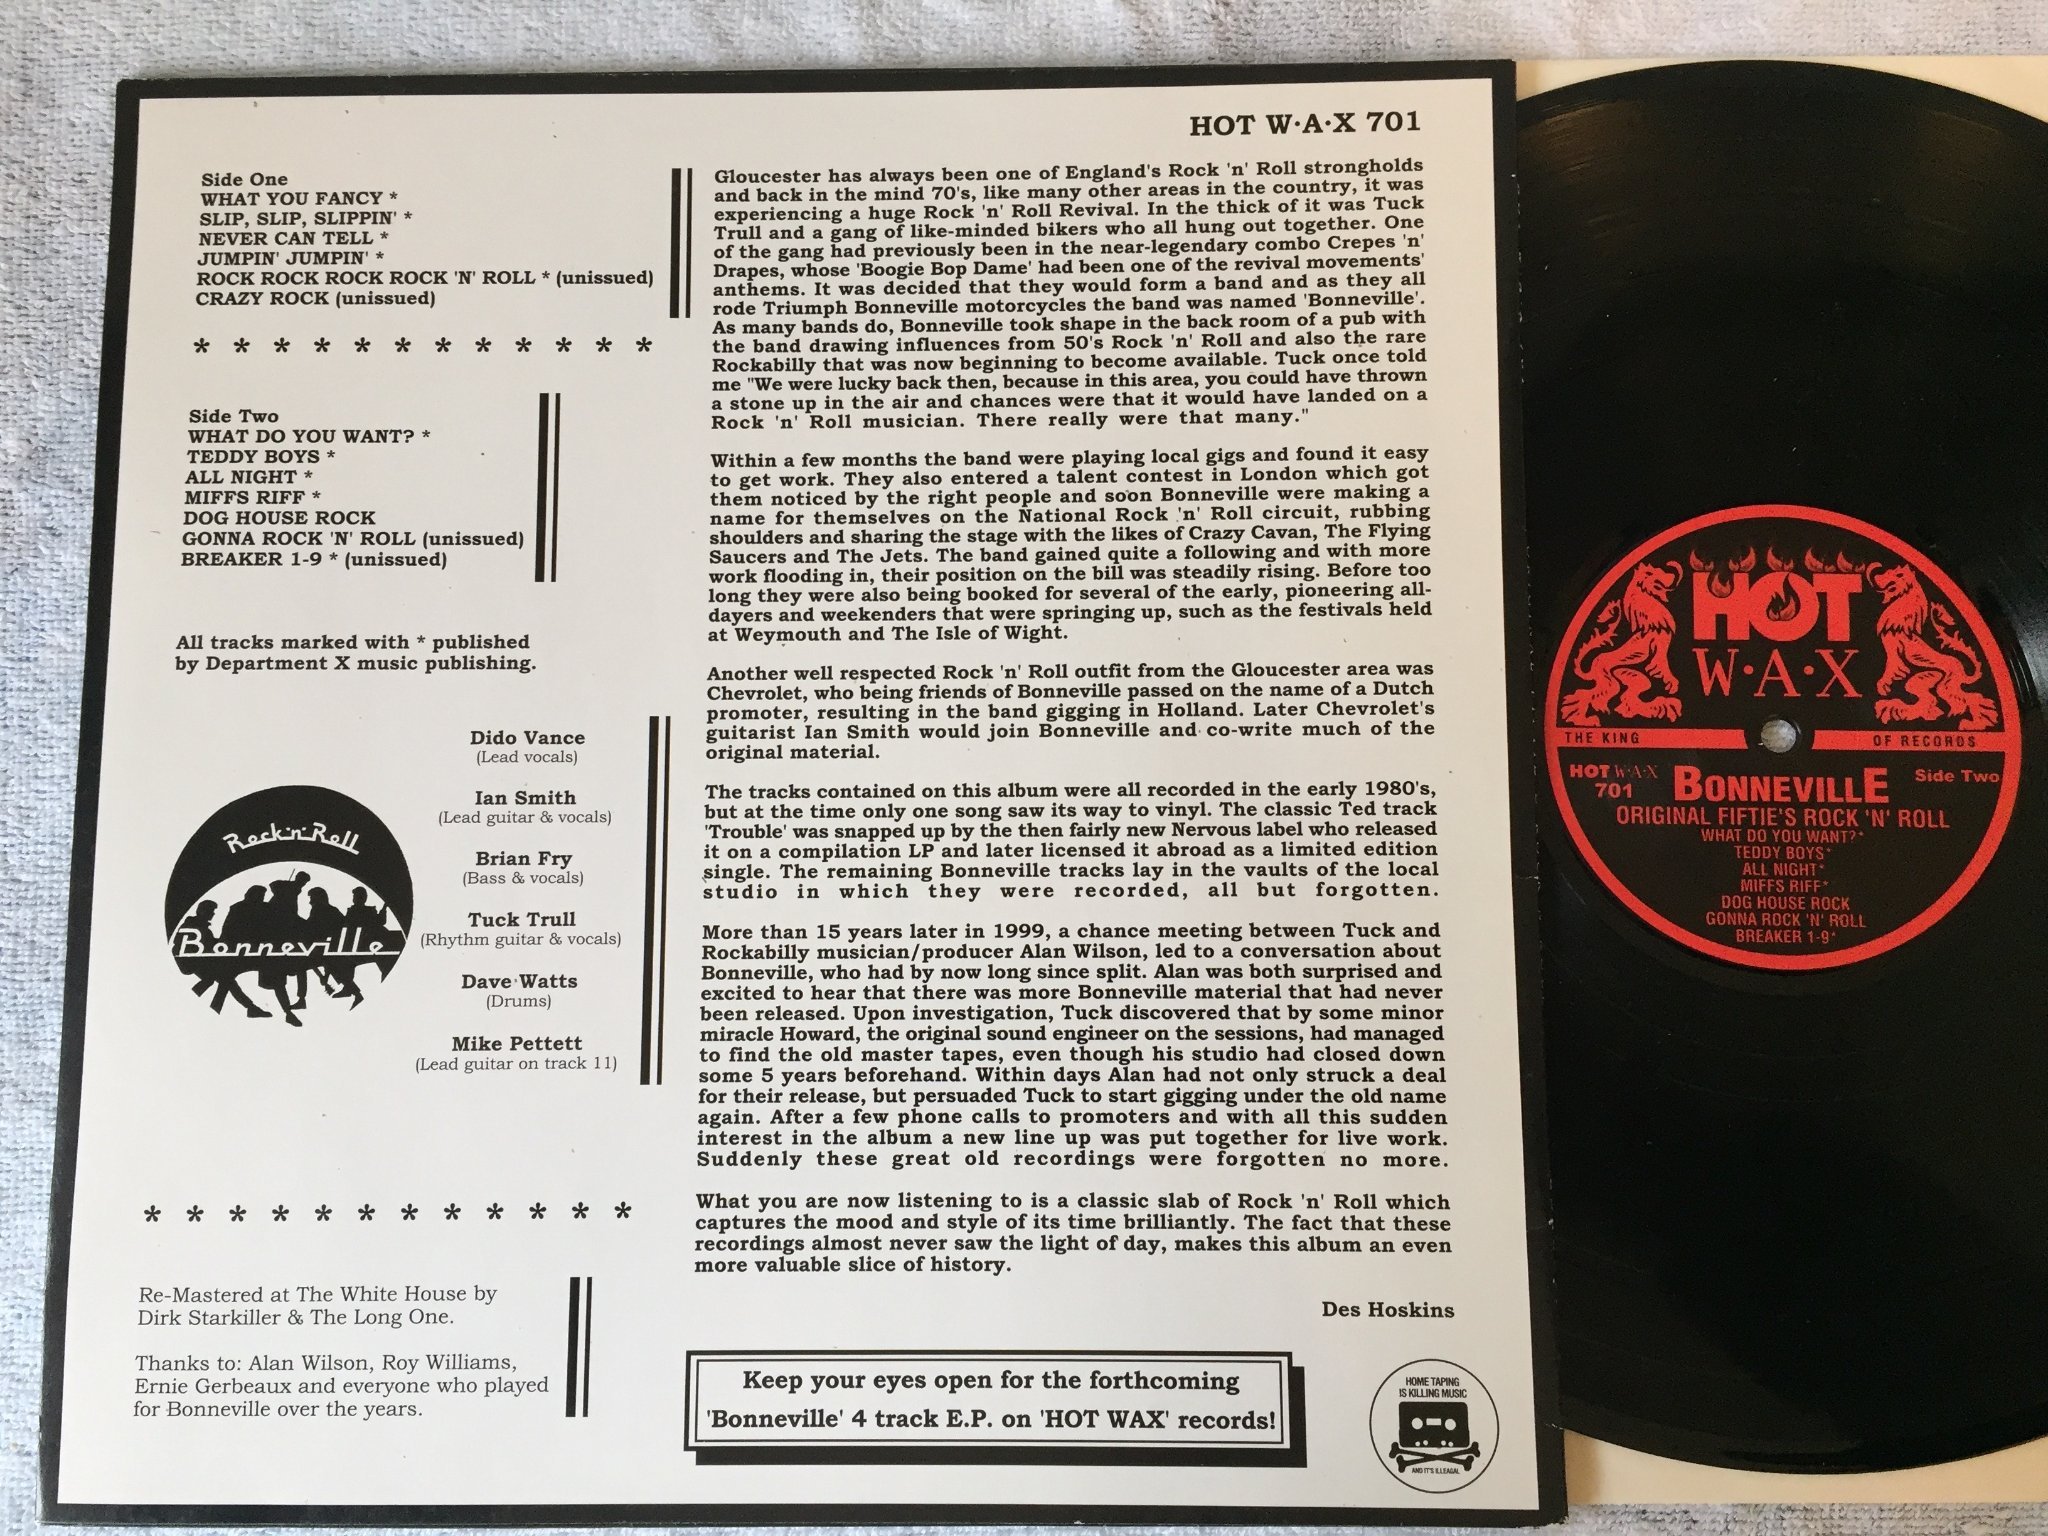 HOT W·A·X 701
Side One
WHAT YOU FANCY *
SLIP, SLIP, SLIPPIN' *
NEVER CAN TELL *
JUMPIN' JUMPIN' *
ROCK ROCK ROCK ROCK 'N' ROLL * (unissued)
CRAZY ROCK (unissued)
* * * * * * * * * * * *
Side Two
WHAT DO YOU WANT? *
TEDDY BOYS *
ALL NIGHT *
MIFFS RIFF *
DOG HOUSE ROCK
GONNA ROCK 'N' ROLL (unissued)
BREAKER 1-9 * (unissued)
All tracks marked with * published
by Department X music publishing.
Rock 'n' Roll
Bonneville
Dido Vance
(Lead vocals)
Ian Smith
(Lead guitar & vocals)
Brian Fry
(Bass & vocals)
Tuck Trull
(Rhythm guitar & vocals)
Dave Watts
(Drums)
Mike Pettett
(Lead guitar on track 11)
* * * * * * * * * * * *
Re-Mastered at The White House by
Dirk Starkiller & The Long One.
Thanks to: Alan Wilson, Roy Williams,
Ernie Gerbeaux and everyone who played
for Bonneville over the years.
Gloucester has always been one of England's Rock 'n' Roll strongholds
and back in the mind 70's, like many other areas in the country, it was
experiencing a huge Rock 'n' Roll Revival. In the thick of it was Tuck
Trull and a gang of like-minded bikers who all hung out together. One
of the gang had previously been in the near-legendary combo Crepes 'n'
Drapes, whose 'Boogie Bop Dame' had been one of the revival movements'
anthems. It was decided that they would form a band and as they all
rode Triumph Bonneville motorcycles the band was named 'Bonneville'.
As many bands do, Bonneville took shape in the back room of a pub with
the band drawing influences from 50's Rock 'n' Roll and also the rare
Rockabilly that was now beginning to become available. Tuck once told
me "We were lucky back then, because in this area, you could have thrown
a stone up in the air and chances were that it would have landed on a
Rock 'n' Roll musician. There really were that many."
Within a few months the band were playing local gigs and found it easy
to get work. They also entered a talent contest in London which got
them noticed by the right people and soon Bonneville were making a
name for themselves on the National Rock 'n' Roll circuit, rubbing
shoulders and sharing the stage with the likes of Crazy Cavan, The Flying
Saucers and The Jets. The band gained quite a following and with more
work flooding in, their position on the bill was steadily rising. Before too
long they were also being booked for several of the early, pioneering all-
dayers and weekenders that were springing up, such as the festivals held
at Weymouth and The Isle of Wight.
Another well respected Rock 'n' Roll outfit from the Gloucester area was
Chevrolet, who being friends of Bonneville passed on the name of a Dutch
promoter, resulting in the band gigging in Holland. Later Chevrolet's
guitarist Ian Smith would join Bonneville and co-write much of the
original material.
The tracks contained on this album were all recorded in the early 1980's,
but at the time only one song saw its way to vinyl. The classic Ted track
'Trouble' was snapped up by the then fairly new Nervous label who released
it on a compilation LP and later licensed it abroad as a limited edition
single. The remaining Bonneville tracks lay in the vaults of the local
studio in which they were recorded, all but forgotten.
More than 15 years later in 1999, a chance meeting between Tuck and
Rockabilly musician/producer Alan Wilson, led to a conversation about
Bonneville, who had by now long since split. Alan was both surprised and
excited to hear that there was more Bonneville material that had never
been released. Upon investigation, Tuck discovered that by some minor
miracle Howard, the original sound engineer on the sessions, had managed
to find the old master tapes, even though his studio had closed down
some 5 years beforehand. Within days Alan had not only struck a deal
for their release, but persuaded Tuck to start gigging under the old name
again. After a few phone calls to promoters and with all this sudden
interest in the album a new line up was put together for live work.
Suddenly these great old recordings were forgotten no more.
What you are now listening to is a classic slab of Rock 'n' Roll which
captures the mood and style of its time brilliantly. The fact that these
recordings almost never saw the light of day, makes this album an even
more valuable slice of history.
Des Hoskins
Keep your eyes open for the forthcoming
'Bonneville' 4 track E.P. on 'HOT WAX' records!
HOME TAPING
IS KILLING MUSIC
AND IT'S ILLEAGAL
HOT
W·A·X
THE KING OF RECORDS
HOT W·A·X
701
BONNEVILLE
Side Two
ORIGINAL FIFTIE'S ROCK 'N' ROLL
WHAT DO YOU WANT?*
TEDDY BOYS*
ALL NIGHT*
MIFFS RIFF*
DOG HOUSE ROCK
GONNA ROCK 'N' ROLL
BREAKER 1-9*